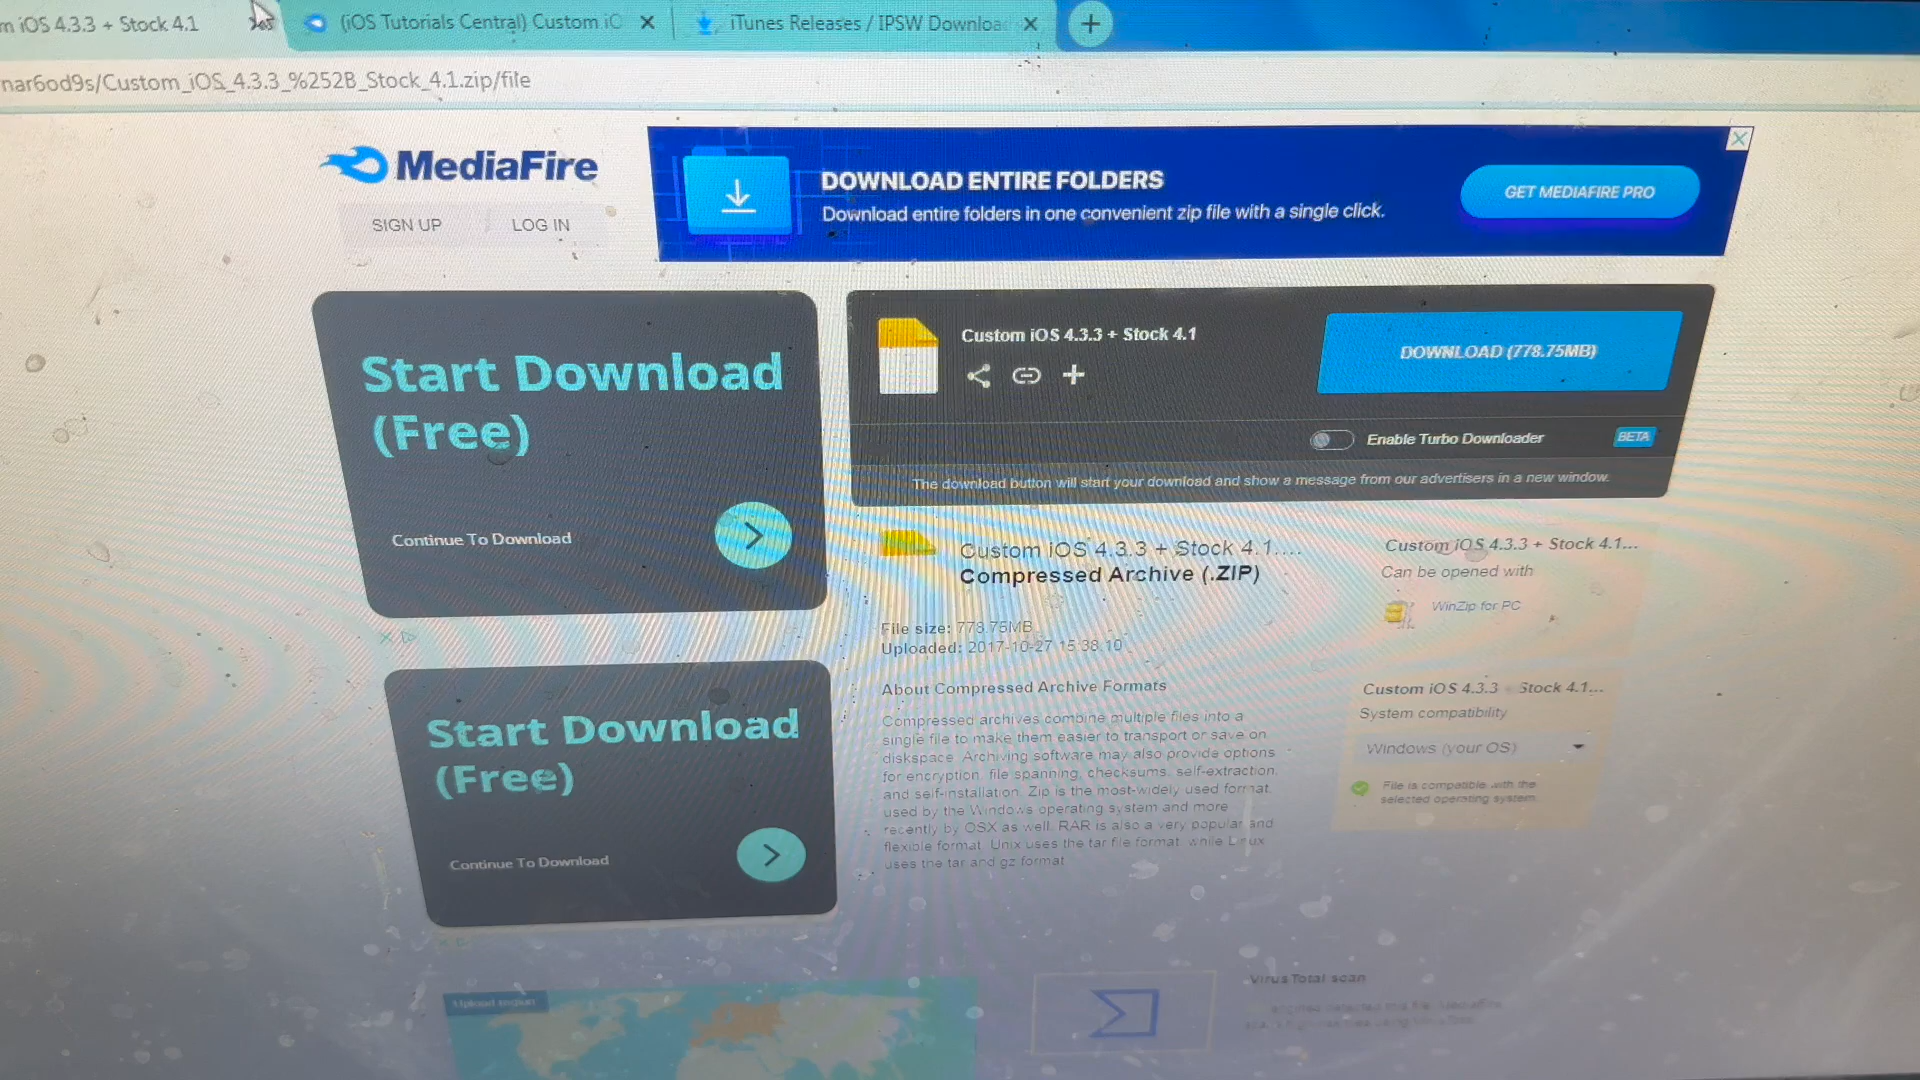 m iOS 4.3.3 + Stock 4.1
(iOS Tutorials Central) Custom iO
iTunes Releases / IPSW Downloa
nar6od9s/Custom_iOS_4.3.3_%252B_Stock_4.1.zip/file
MediaFire
SIGN UP
LOG IN
DOWNLOAD ENTIRE FOLDERS
Download entire folders in one convenient zip file with a single click.
GET MEDIAFIRE PRO
Start Download
(Free)
Continue To Download
Custom iOS 4.3.3 + Stock 4.1
DOWNLOAD (778.75MB)
Enable Turbo Downloader
BETA
The download button will start your download and show a message from our advertisers in a new window.
Custom iOS 4.3.3 + Stock 4.1....
Compressed Archive (.ZIP)
File size: 778.75MB
Uploaded: 2017-10-27 15:38:10
About Compressed Archive Formats
Compressed archives combine multiple files into a
single file to make them easier to transport or save on
diskspace. Archiving software may also provide options
for encryption, file spanning, checksums, self-extraction,
and self-installation. Zip is the most-widely used format,
used by the Windows operating system and more
recently by OSX as well. RAR is also a very popular and
flexible format. Unix uses the tar file format, while Linux
uses the tar and gz format.
Custom iOS 4.3.3 + Stock 4.1...
Can be opened with
WinZip for PC
Custom iOS 4.3.3 + Stock 4.1...
System compatibility
Windows (your OS)
File is compatible with the
selected operating system.
Start Download
(Free)
Continue To Download
Upload region
Virus Total scan